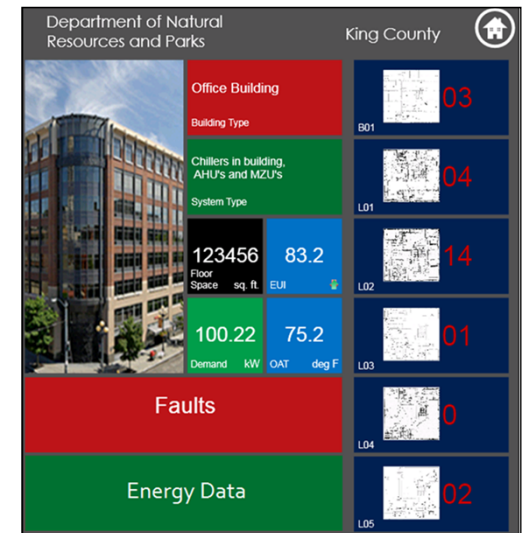 Department of Natural
Resources and Parks
King County
Office Building
Building Type
Chillers in building,
AHU's and MZU's
System Type
123456
Floor
Space sq. ft.
83.2
EUI
100.22
Demand kW
75.2
OAT deg F
Faults
Energy Data
03
B01
04
L01
14
L02
01
L03
0
L04
02
L05